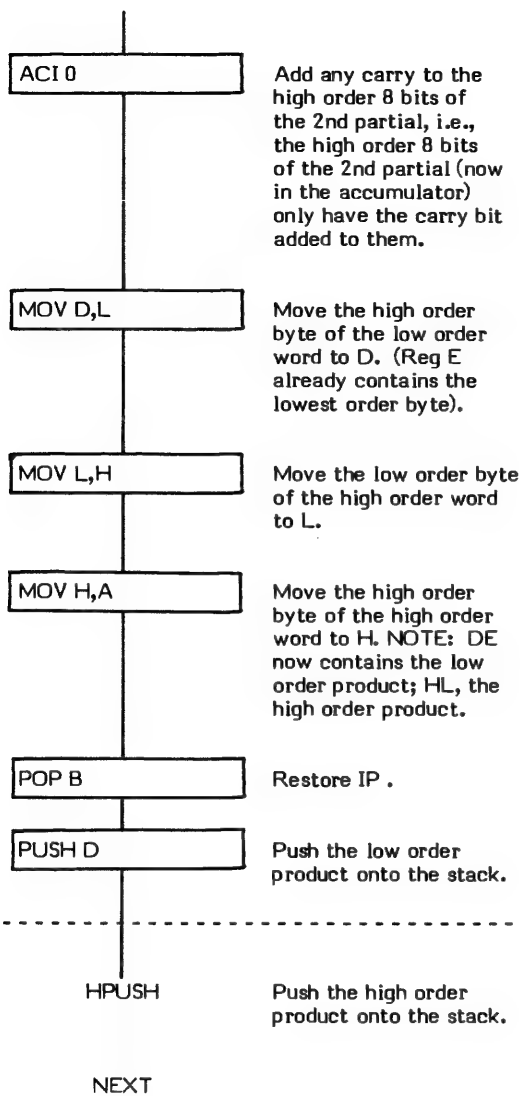 ACI 0
Add any carry to the
high order 8 bits of
the 2nd partial, i.e.,
the high order 8 bits
of the 2nd partial (now
in the accumulator)
only have the carry bit
added to them.
MOV D,L
Move the high order
byte of the low order
word to D. (Reg E
already contains the
lowest order byte).
MOV L,H
Move the low order byte
of the high order word
to L.
MOV H,A
Move the high order
byte of the high order
word to H. NOTE: DE
now contains the low
order product; HL, the
high order product.
POP B
Restore IP .
PUSH D
Push the low order
product onto the stack.
HPUSH
Push the high order
product onto the stack.
NEXT